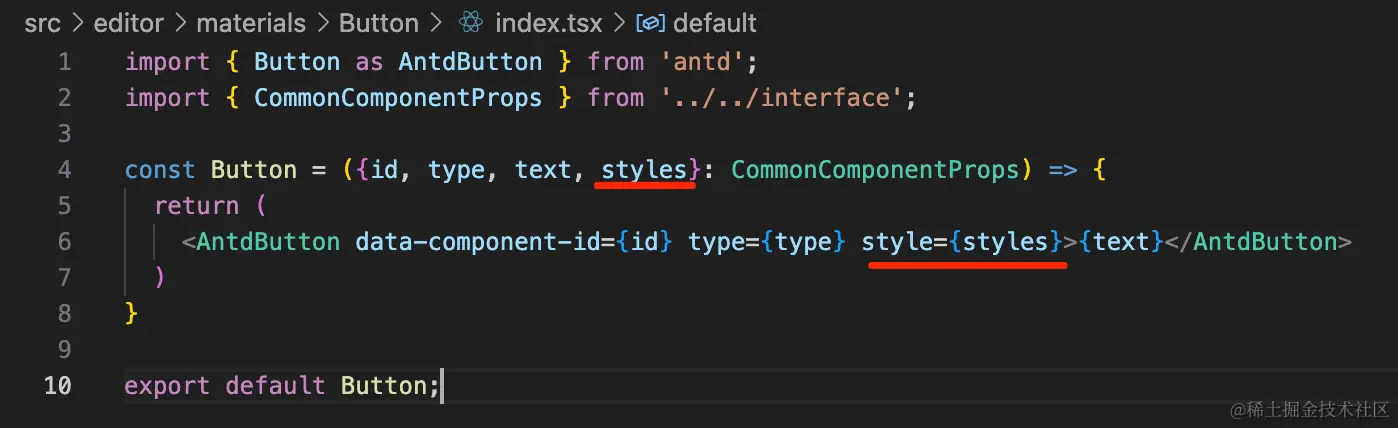 src > editor > materials > Button > index.tsx > default
1 import { Button as AntdButton } from 'antd';
2 import { CommonComponentProps } from '../../interface';
3
4 const Button = ({id, type, text, styles}: CommonComponentProps) => {
5 return (
6 <AntdButton data-component-id={id} type={type} style={styles}>{text}</AntdButton>
7 )
8 }
9
10 export default Button;
@稀土掘金技术社区